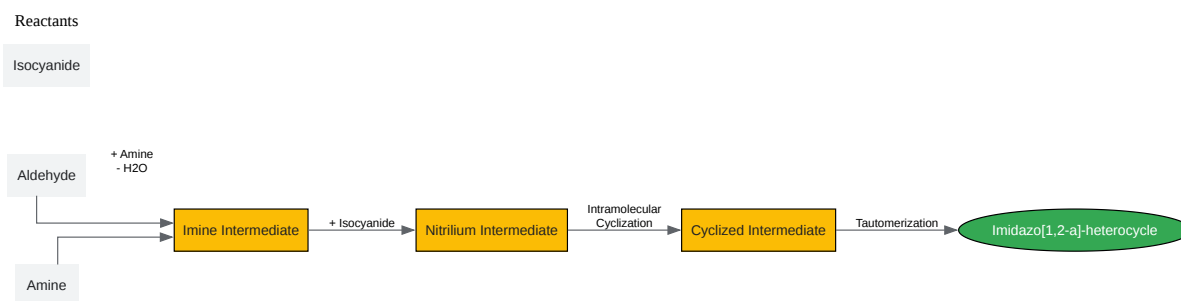 Reactants
Isocyanide
Aldehyde
+ Amine
- H2O
Amine
Imine Intermediate
+ Isocyanide
Nitrilium Intermediate
Intramolecular
Cyclization
Cyclized Intermediate
Tautomerization
Imidazo[1,2-a]-heterocycle